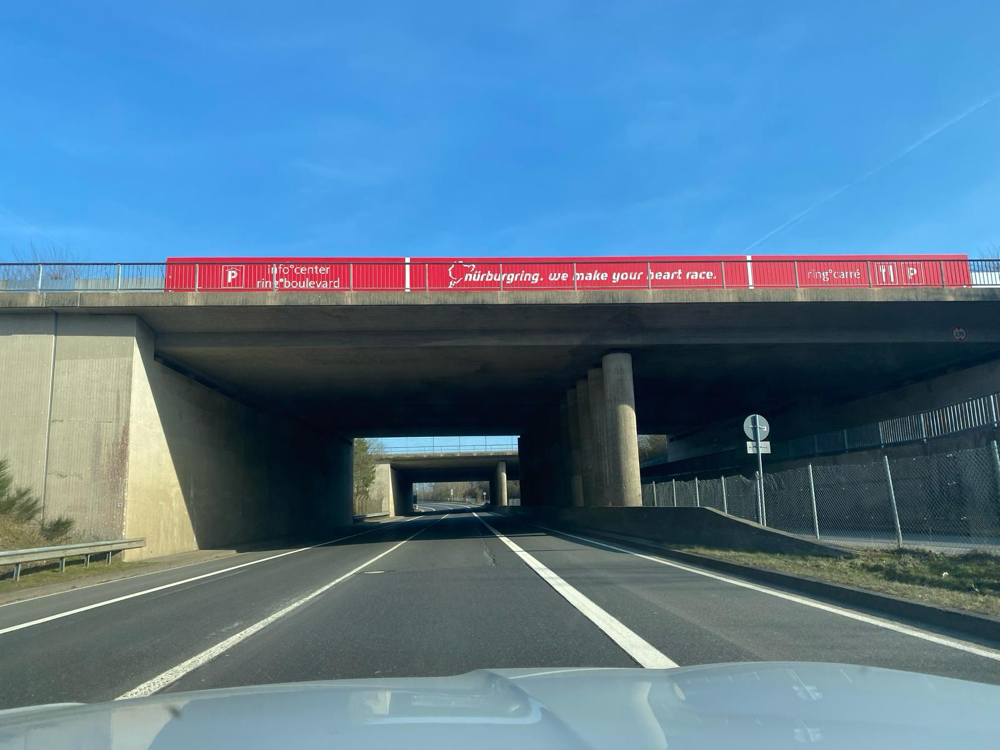 P
info°center
ring°boulevard
nürburgring. we make your heart race.
ring°carré
P